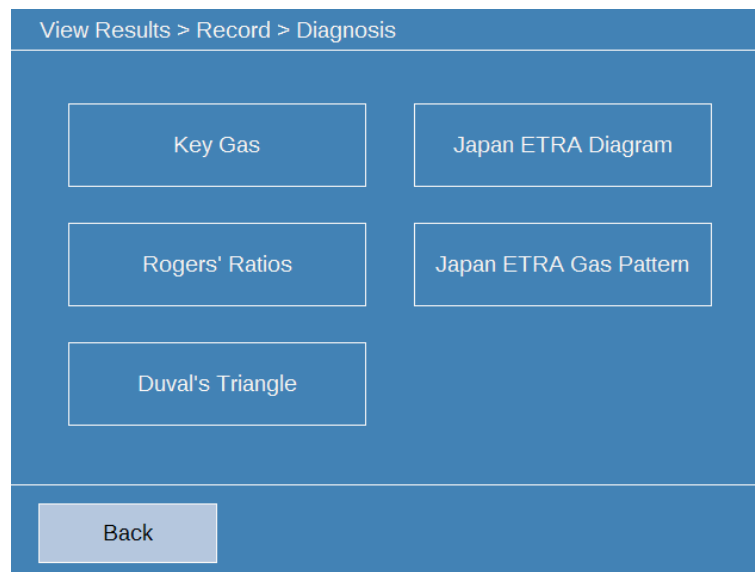 View Results > Record > Diagnosis
Key Gas
Japan ETRA Diagram
Rogers' Ratios
Japan ETRA Gas Pattern
Duval's Triangle
Back